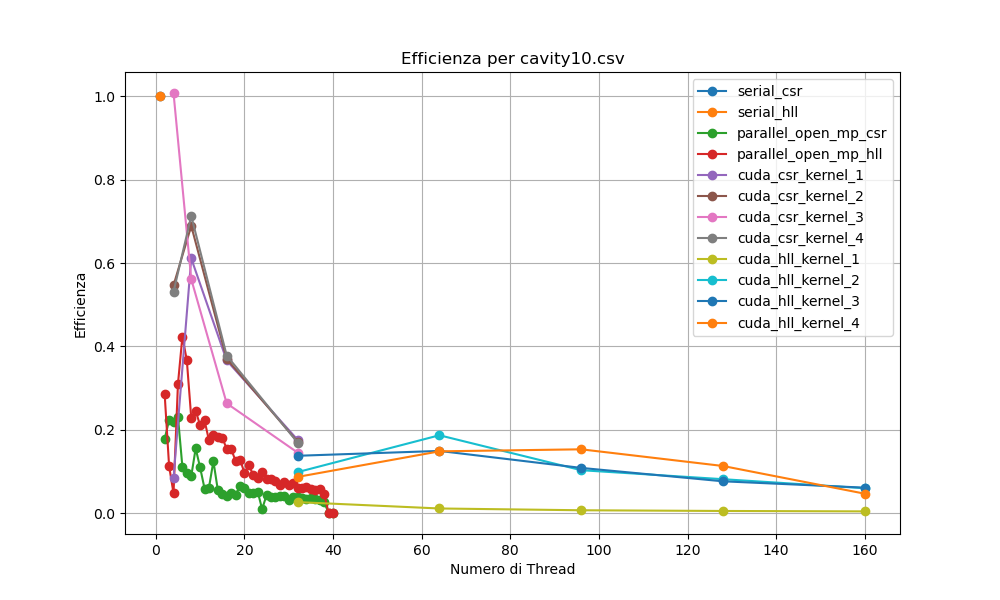 Efficienza per cavity10.csv
1.0
0.8
0.6
0.4
0.2
0.0
Efficienza
0 20 40 60 80 100 120 140 160
Numero di Thread
serial_csr
serial_hll
parallel_open_mp_csr
parallel_open_mp_hll
cuda_csr_kernel_1
cuda_csr_kernel_2
cuda_csr_kernel_3
cuda_csr_kernel_4
cuda_hll_kernel_1
cuda_hll_kernel_2
cuda_hll_kernel_3
cuda_hll_kernel_4